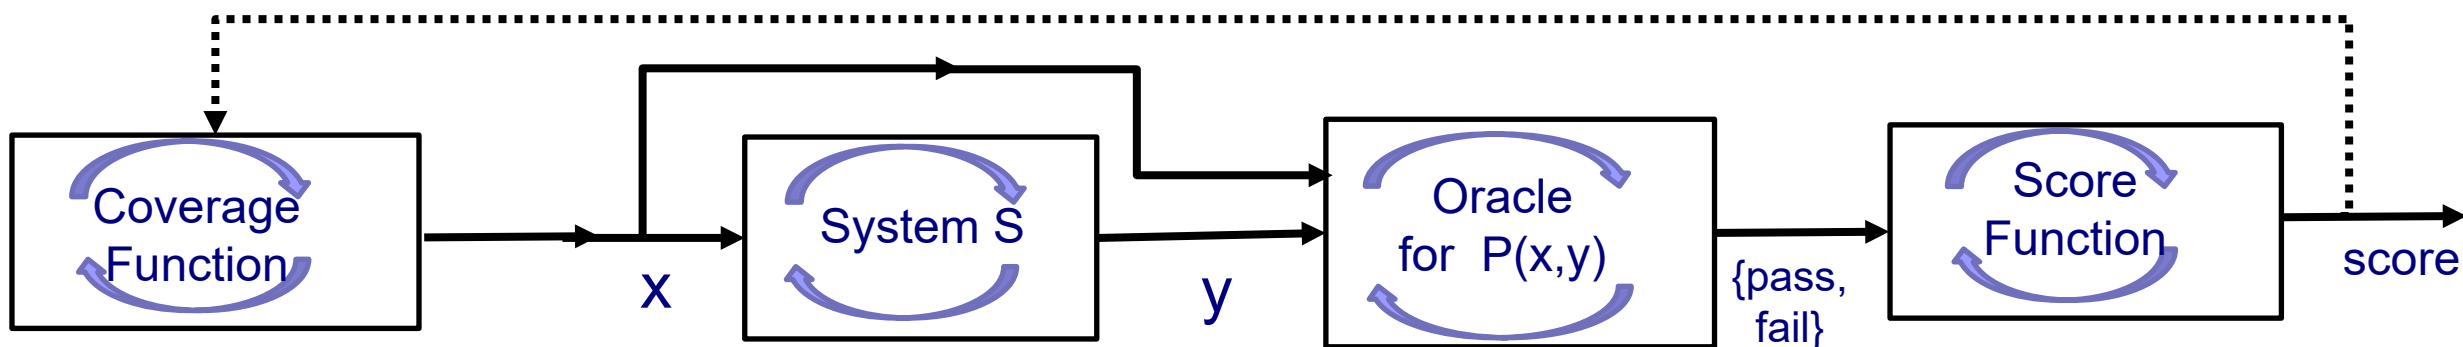 Coverage
Function
x
System S
y
Oracle
for P(x,y)
{pass,
fail}
Score
Function
score